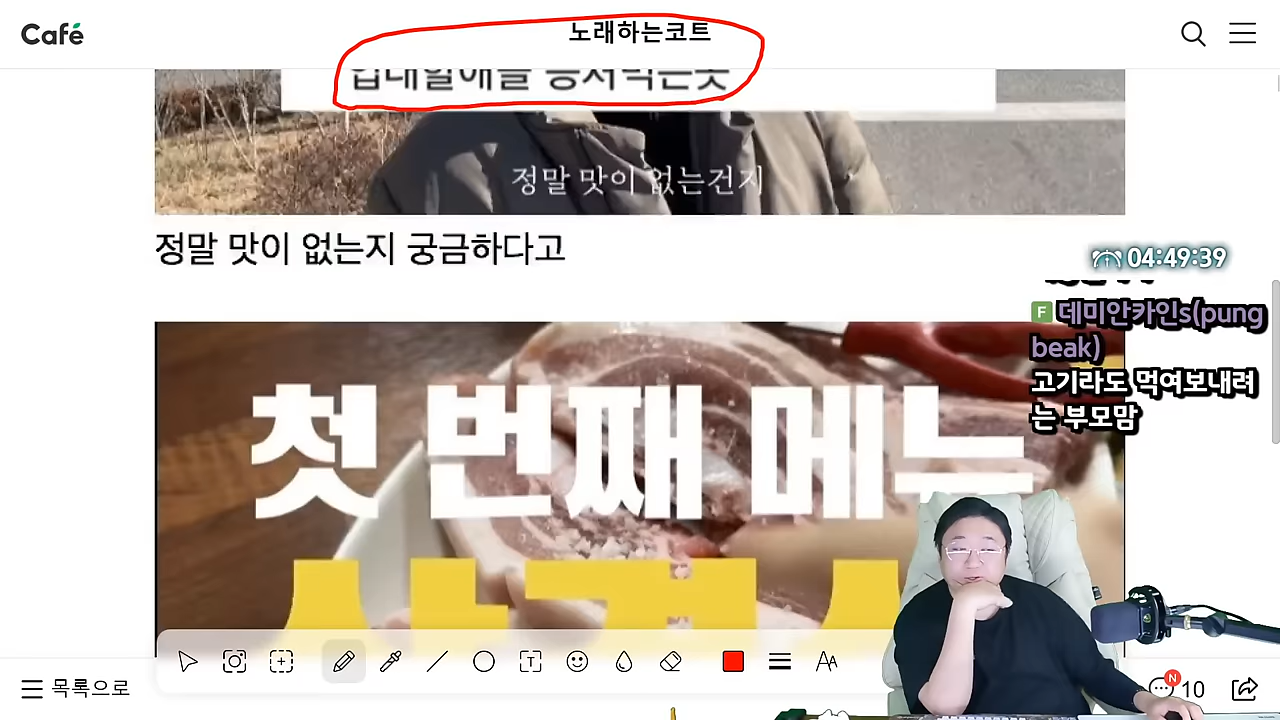 Café
노래하는코트
정말 맛이 없는건지
정말 맛이 없는지 궁금하다고
04:49:39
F 데미안카인s(pung
beak)
고기라도 먹여보내려
는 부모맘
첫 번째 메뉴
목록으로
N
10